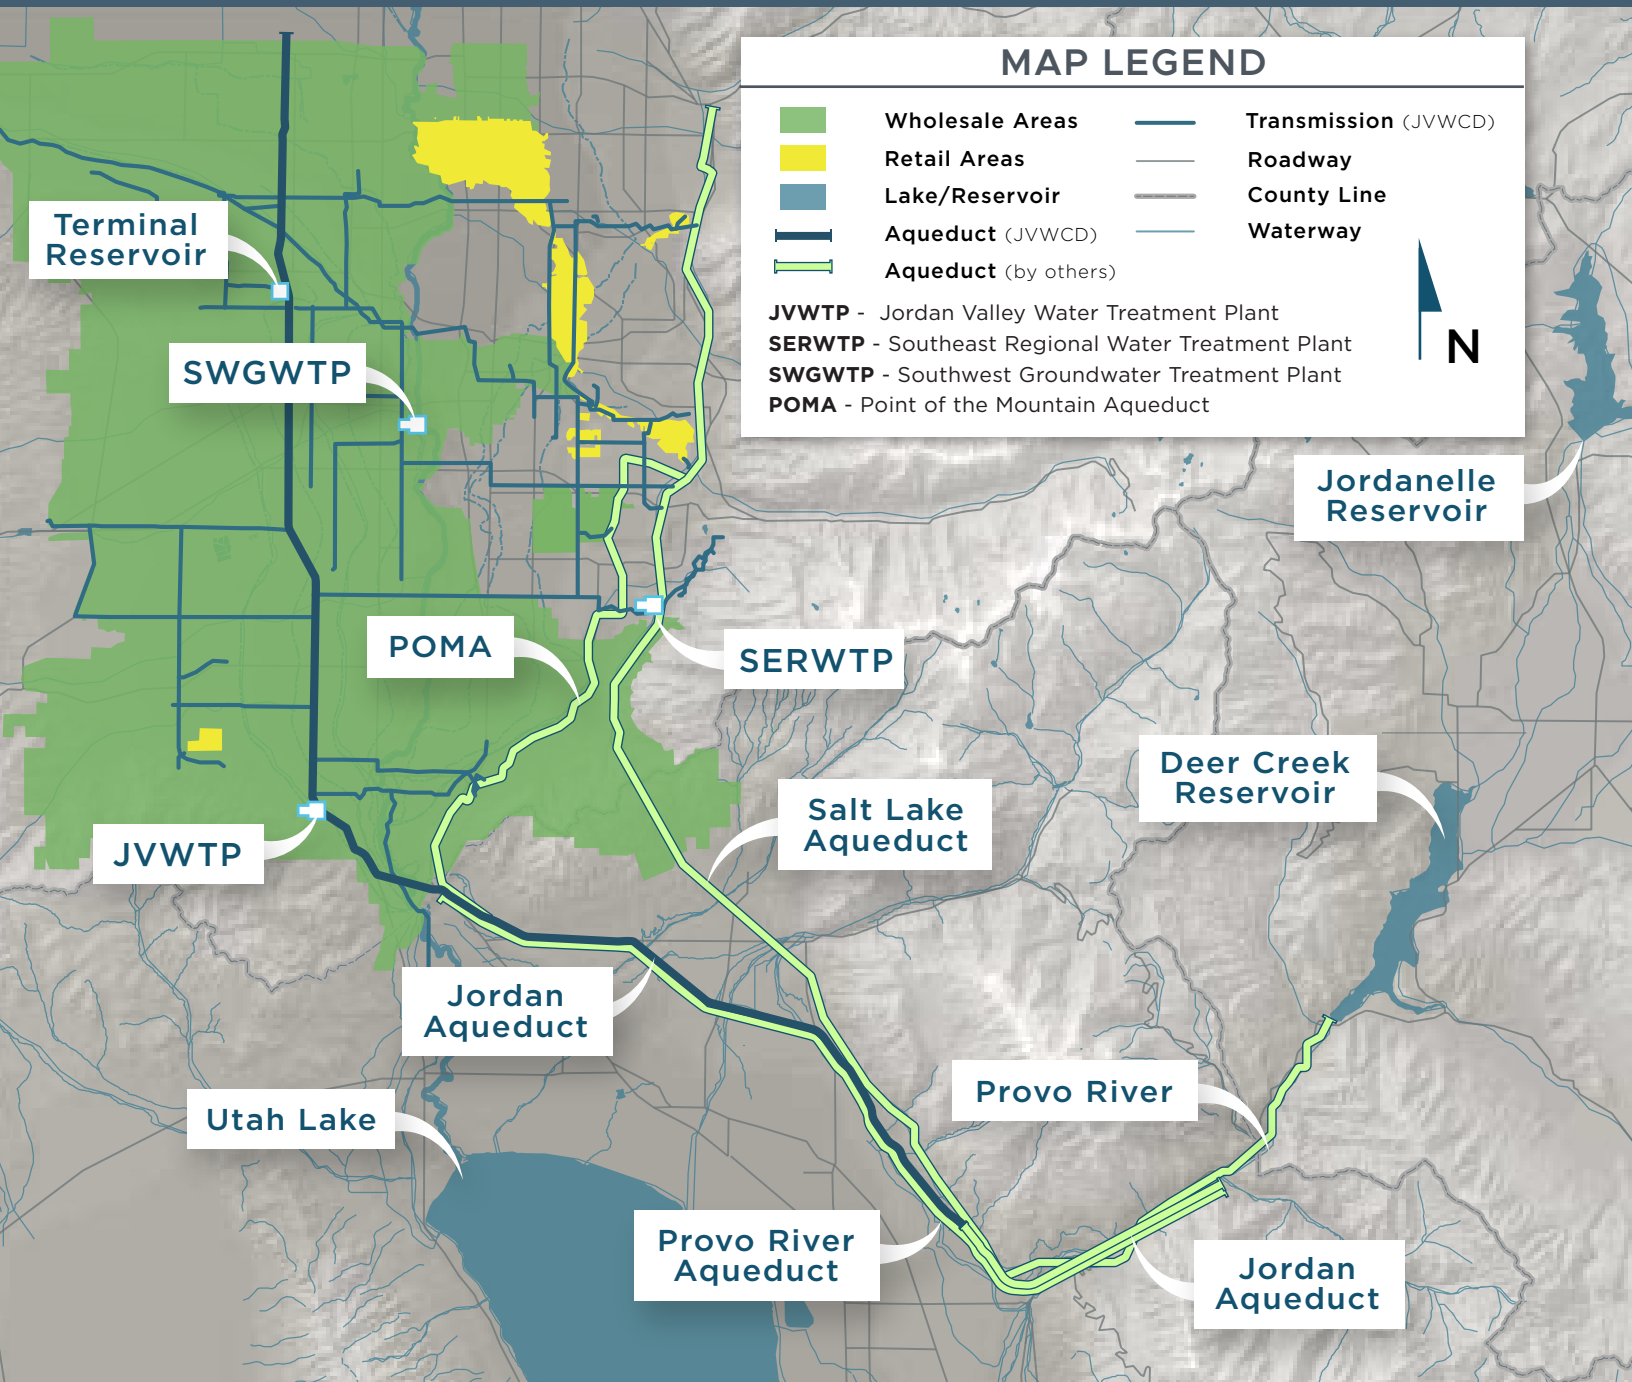 MAP LEGEND
Wholesale Areas
Retail Areas
Lake/Reservoir
Aqueduct (JVWCD)
Aqueduct (by others)
Transmission (JVWCD)
Roadway
County Line
Waterway
JVWTP - Jordan Valley Water Treatment Plant
SERWTP - Southeast Regional Water Treatment Plant
SWGWTP - Southwest Groundwater Treatment Plant
POMA - Point of the Mountain Aqueduct
N
Terminal
Reservoir
SWGWTP
Jordanelle
Reservoir
POMA
SERWTP
Deer Creek
Reservoir
Salt Lake
Aqueduct
JVWTP
Jordan
Aqueduct
Provo River
Utah Lake
Provo River
Aqueduct
Jordan
Aqueduct